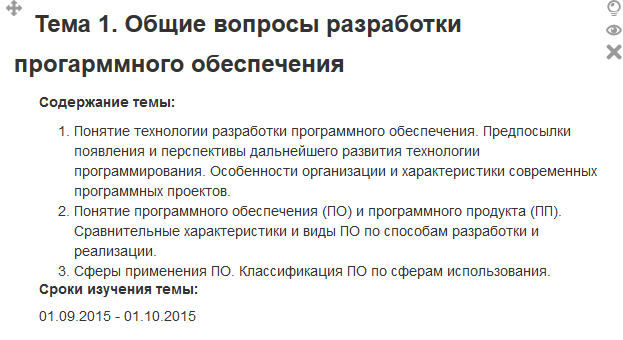 Тема 1. Общие вопросы разработки
прогарммного обеспечения
Содержание темы:
1. Понятие технологии разработки программного обеспечения. Предпосылки
появления и перспективы дальнейшего развития технологии
программирования. Особенности организации и характеристики современных
программных проектов.
2. Понятие программного обеспечения (ПО) и программного продукта (ПП).
Сравнительные характеристики и виды ПО по способам разработки и
реализации.
3. Сферы применения ПО. Классификация ПО по сферам использования.
Сроки изучения темы:
01.09.2015 - 01.10.2015